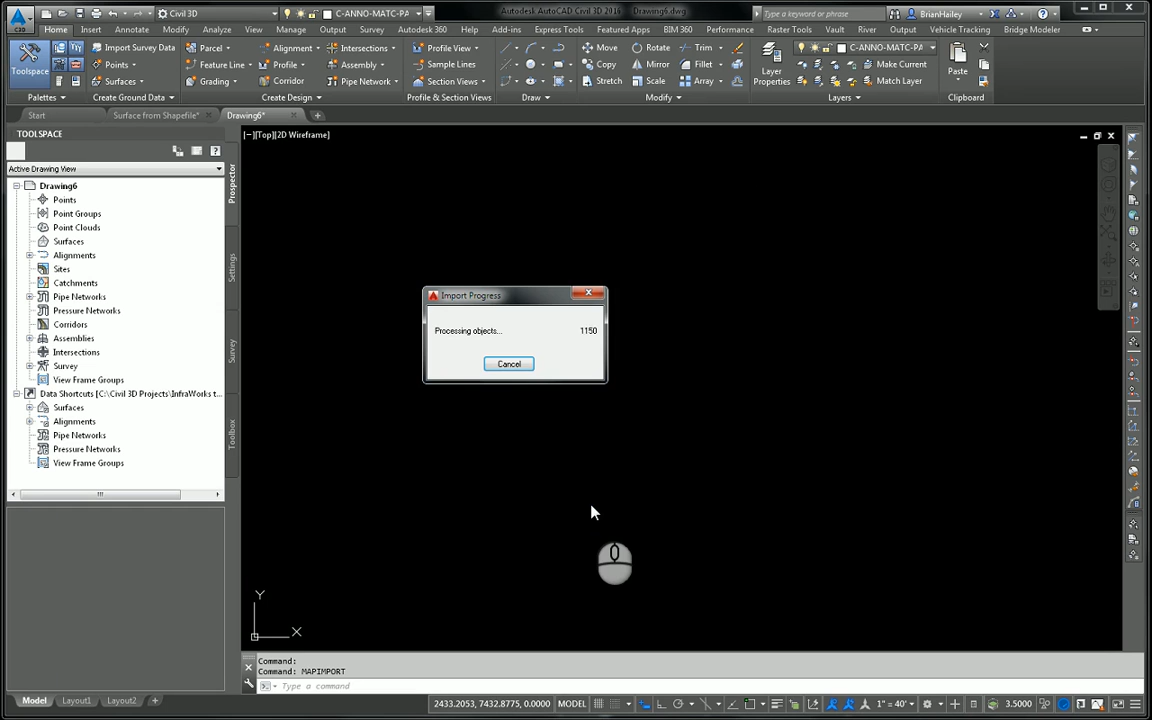 C3D
Civil 3D
C-ANNO-MATC-PA
Autodesk AutoCAD Civil 3D 2016 Drawing6.dwg
Type a keyword or phrase
BrianHailey
Home Insert Annotate Modify Analyze View Manage Output Survey Autodesk 360 Help Add-ins Express Tools Featured Apps BIM 360 Performance Raster Tools Vault River Vehicle Tracking Bridge Modeler
Toolspace
Import Survey Data
Points
Surfaces
Parcel
Feature Line
Grading
Alignment
Profile
Corridor
Intersections
Assembly
Pipe Network
Profile View
Sample Lines
Section Views
Move Rotate Trim
Copy Mirror Fillet
Stretch Scale Array
Layer Properties
C-ANNO-MATC-PA
Make Current
Match Layer
Paste
Palettes Create Ground Data Create Design Profile & Section Views Draw Modify Layers Clipboard
Start Surface from Shapefile* Drawing6*
TOOLSPACE
[−][Top][2D Wireframe]
Active Drawing View
Drawing6
Points
Point Groups
Point Clouds
Surfaces
Alignments
Sites
Catchments
Pipe Networks
Pressure Networks
Corridors
Assemblies
Intersections
Survey
View Frame Groups
Data Shortcuts [C:\Civil 3D Projects\InfraWorks t...
Surfaces
Alignments
Pipe Networks
Pressure Networks
View Frame Groups
Prospector
Settings
Survey
Toolbox
Import Progress
Processing objects... 1150
Cancel
Y
X
Command:
Command: MAPIMPORT
Type a command
Model Layout1 Layout2
2433.2053, 7432.8775, 0.0000 MODEL
1" = 40'
3.5000